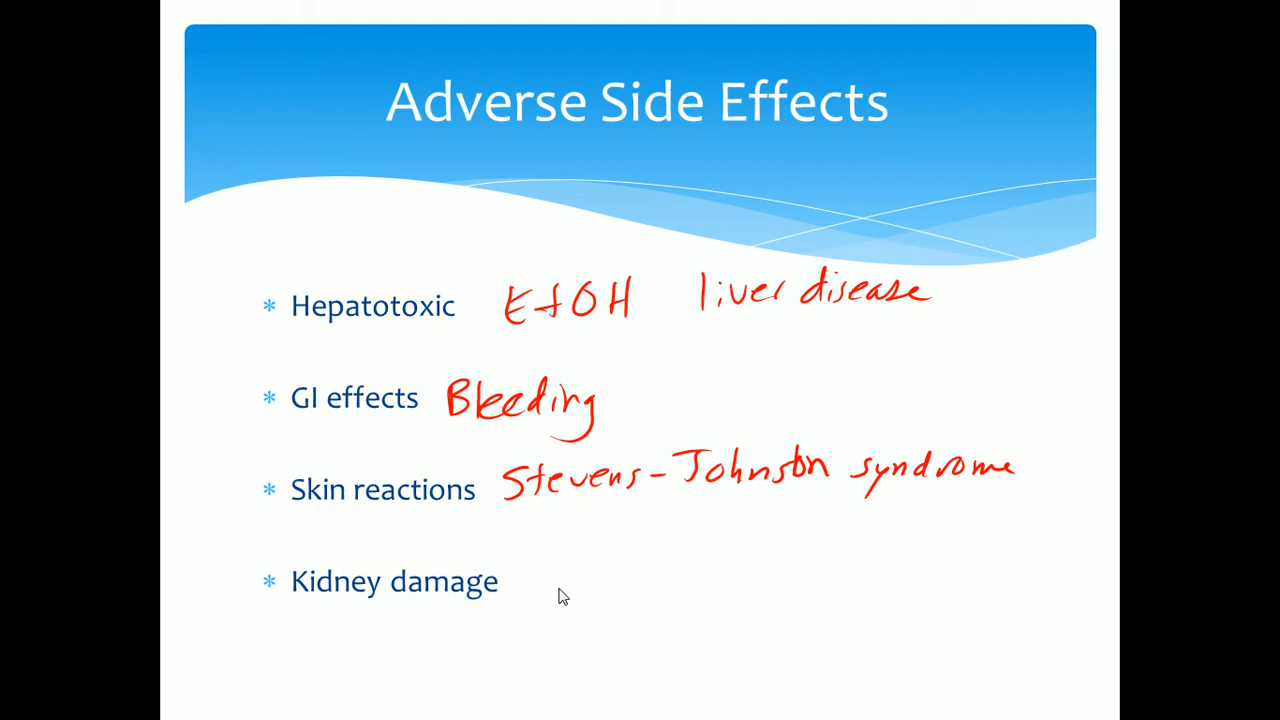 Adverse Side Effects
* Hepatotoxic EtOH liver disease
* GI effects Bleeding
* Skin reactions Stevens-Johnston syndrome
* Kidney damage